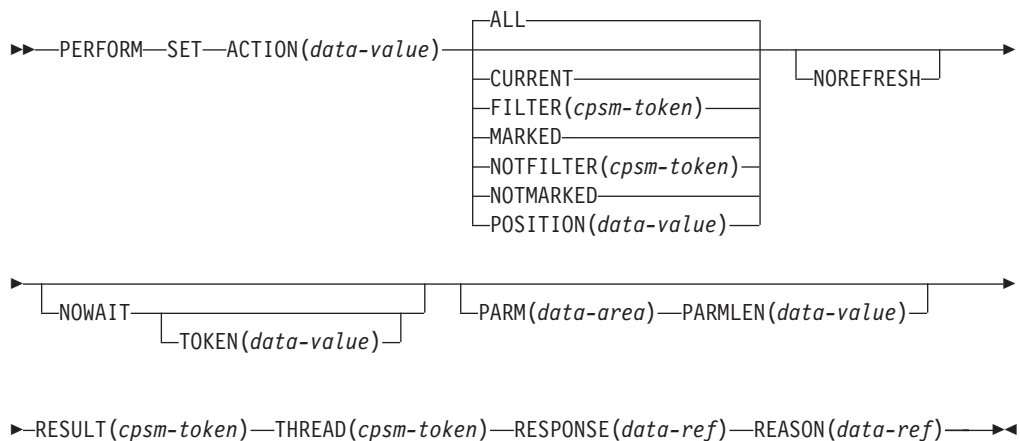 ALL
PERFORM SET ACTION(data-value)
CURRENT NOREFRESH
FILTER(cpsm-token)
MARKED
NOTFILTER(cpsm-token)
NOTMARKED
POSITION(data-value)
NOWAIT PARM(data-area) PARMLEN(data-value)
TOKEN(data-value)
RESULT(cpsm-token) THREAD(cpsm-token) RESPONSE(data-ref) REASON(data-ref)